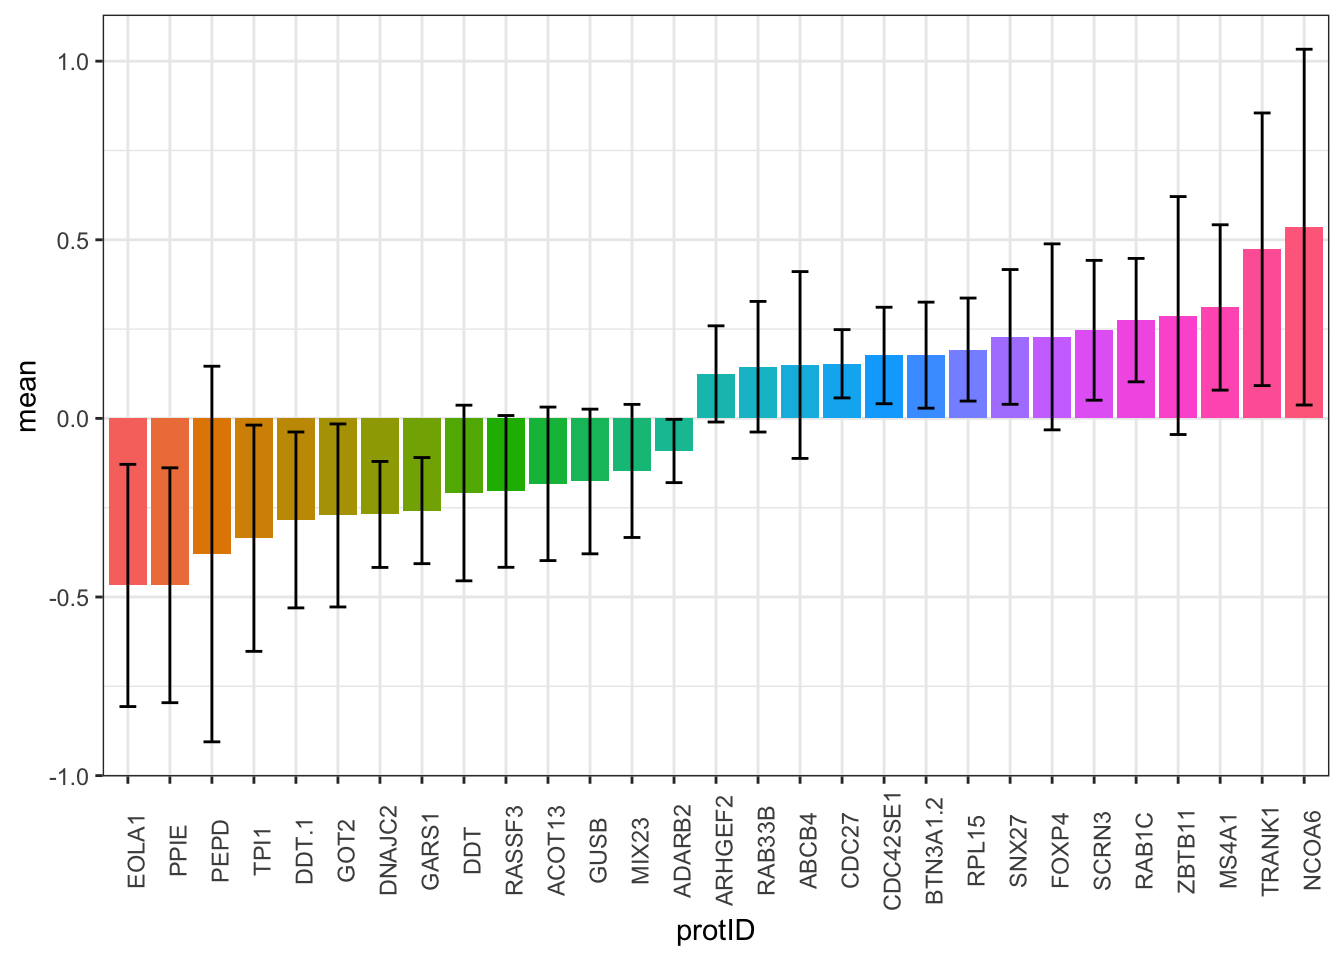 1.0
0.5
0.0
-0.5
-1.0
mean
EOLA1
PPIE
PEPD
TPI1
DDT.1
GOT2
DNAJC2
GARS1
DDT
RASSF3
ACOT13
GUSB
MIX23
ADARB2
ARHGEF2
RAB33B
ABCB4
CDC27
CDC42SE1
BTN3A1.2
RPL15
SNX27
FOXP4
SCRN3
RAB1C
ZBTB11
MS4A1
TRANK1
NCOA6
protID